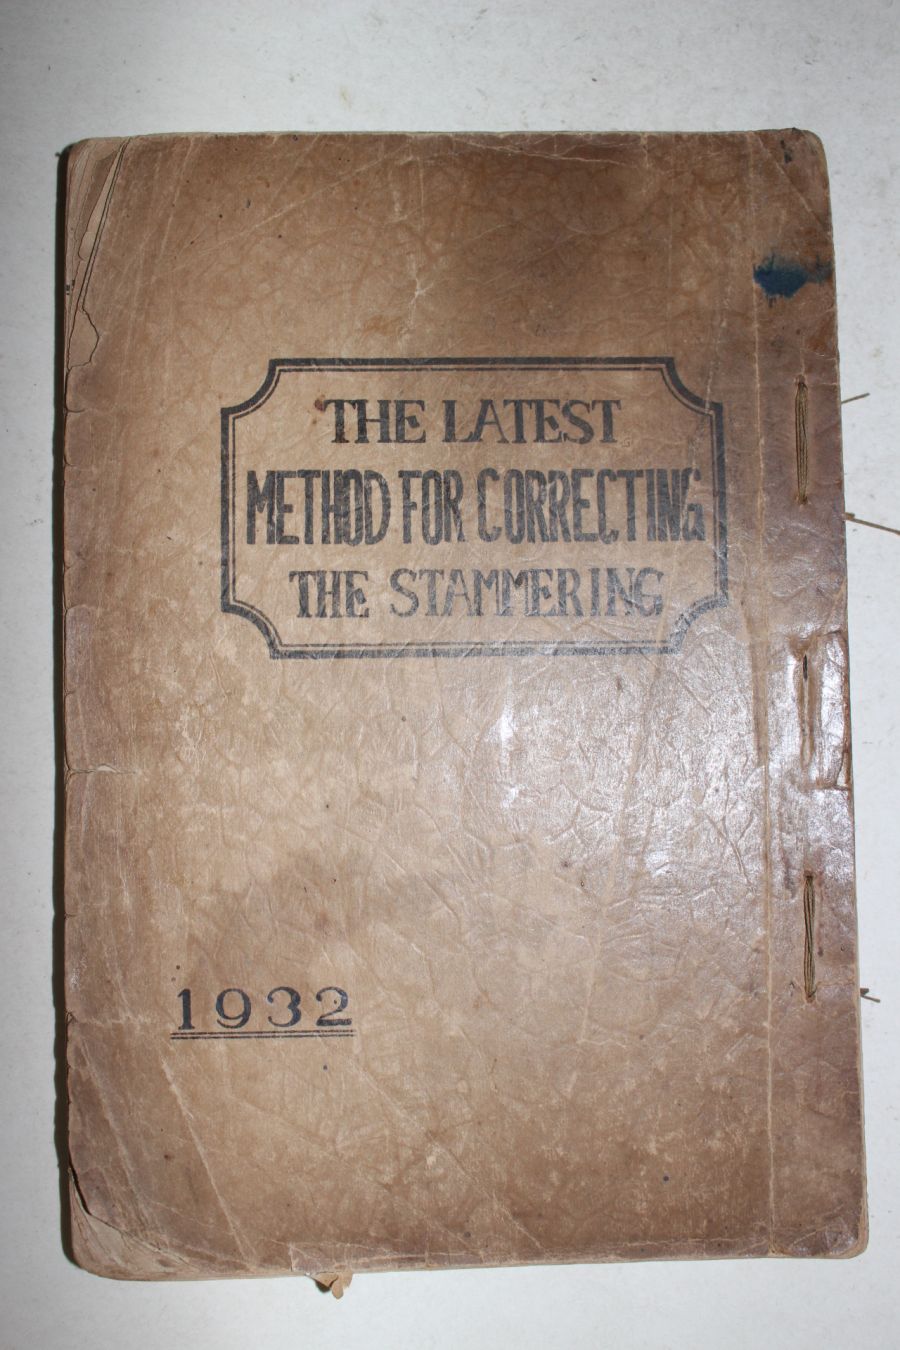 THE LATEST
METHOD FOR CORRECTING
THE STAMMERING
1932